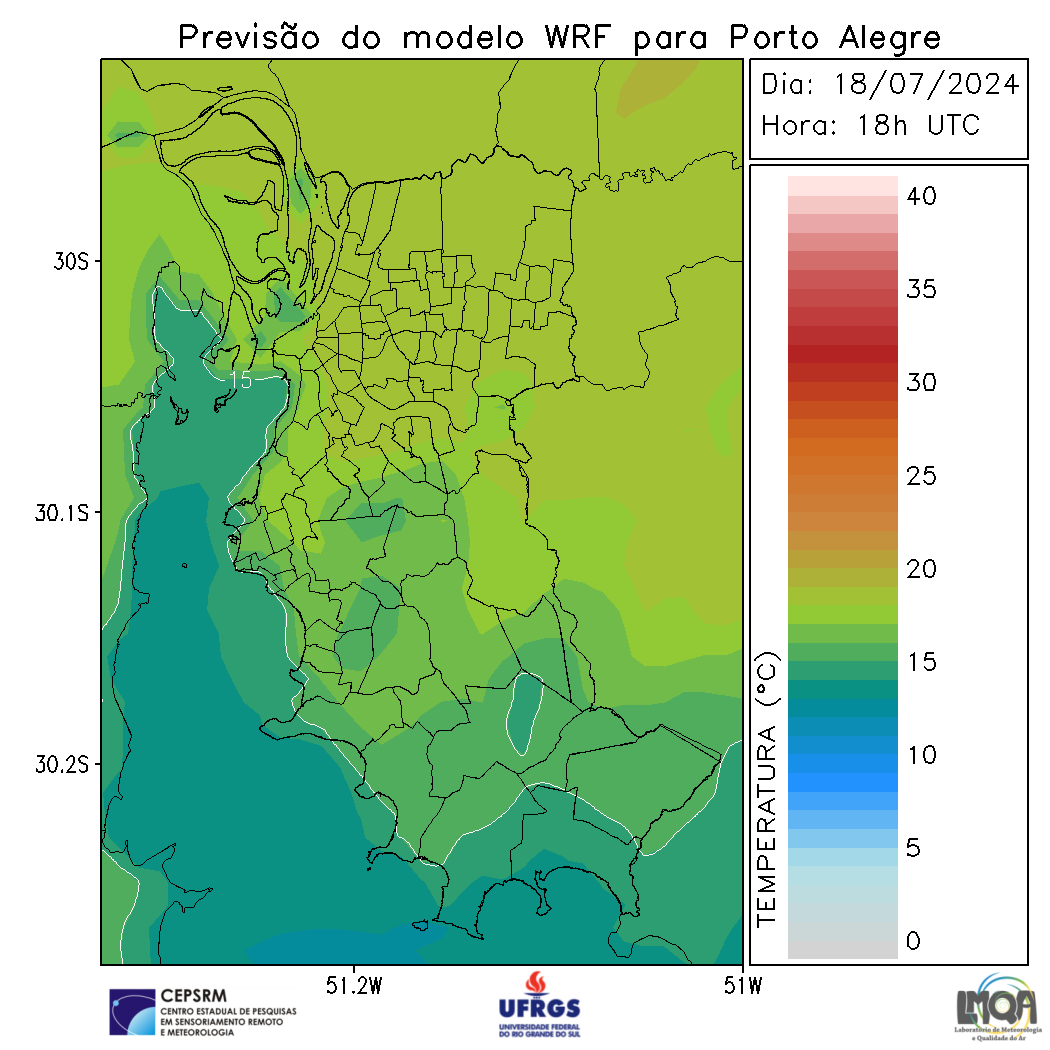 Previsão do modelo WRF para Porto Alegre
Dia: 18/07/2024
Hora: 18h UTC
30S
30.1S
30.2S
51.2W
51W
15
TEMPERATURA (°C)
40
35
30
25
20
15
10
5
0
CEPSRM
CENTRO ESTADUAL DE PESQUISAS
EM SENSORIAMENTO REMOTO
E METEOROLOGIA
UFRGS
UNIVERSIDADE FEDERAL
DO RIO GRANDE DO SUL
LMQA
Laboratório de Meteorologia
e Qualidade do Ar